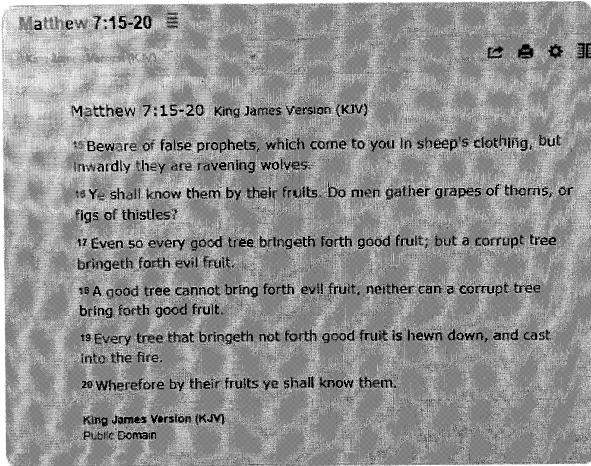 Matthew 7:15-20
Matthew 7:15-20 King James Version (KJV)
15 Beware of false prophets, which come to you in sheep's clothing, but
inwardly they are ravening wolves.
16 Ye shall know them by their fruits. Do men gather grapes of thorns, or
figs of thistles?
17 Even so every good tree bringeth forth good fruit; but a corrupt tree
bringeth forth evil fruit.
18 A good tree cannot bring forth evil fruit, neither can a corrupt tree
bring forth good fruit.
19 Every tree that bringeth not forth good fruit is hewn down, and cast
into the fire.
20 Wherefore by their fruits ye shall know them.
King James Version (KJV)
Public Domain